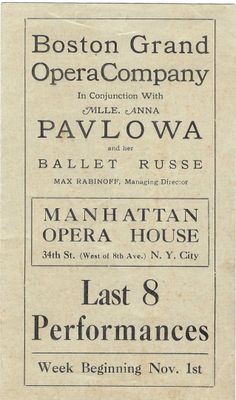 Boston Grand
Opera Company
In Conjunction With
MLLE. ANNA
PAVLOWA
and her
BALLET RUSSE
MAX RABINOFF, Managing Director
MANHATTAN
OPERA HOUSE
34th St. (West of 8th Ave.) N. Y. City
Last 8
Performances
Week Beginning Nov. 1st